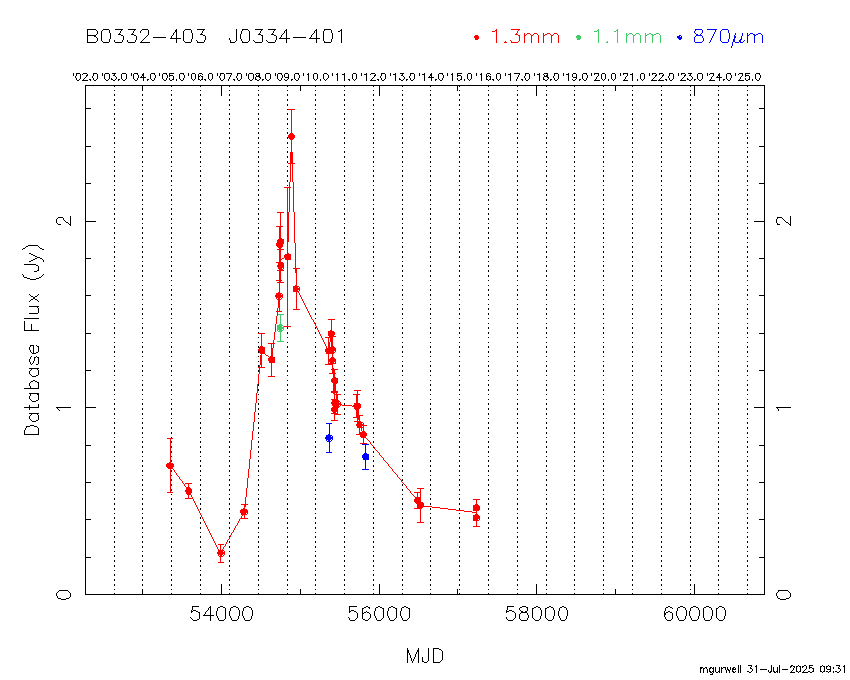 B0332-403 J0334-401 1.3mm 1.1mm 870μm
'02.0 '03.0 '04.0 '05.0 '06.0 '07.0 '08.0 '09.0 '10.0 '11.0 '12.0 '13.0 '14.0 '15.0 '16.0 '17.0 '18.0 '19.0 '20.0 '21.0 '22.0 '23.0 '24.0 '25.0
2 2
Database Flux (Jy)
1 1
0 0
54000 56000 58000 60000
MJD
mgurwell 31-Jul-2025 09:31